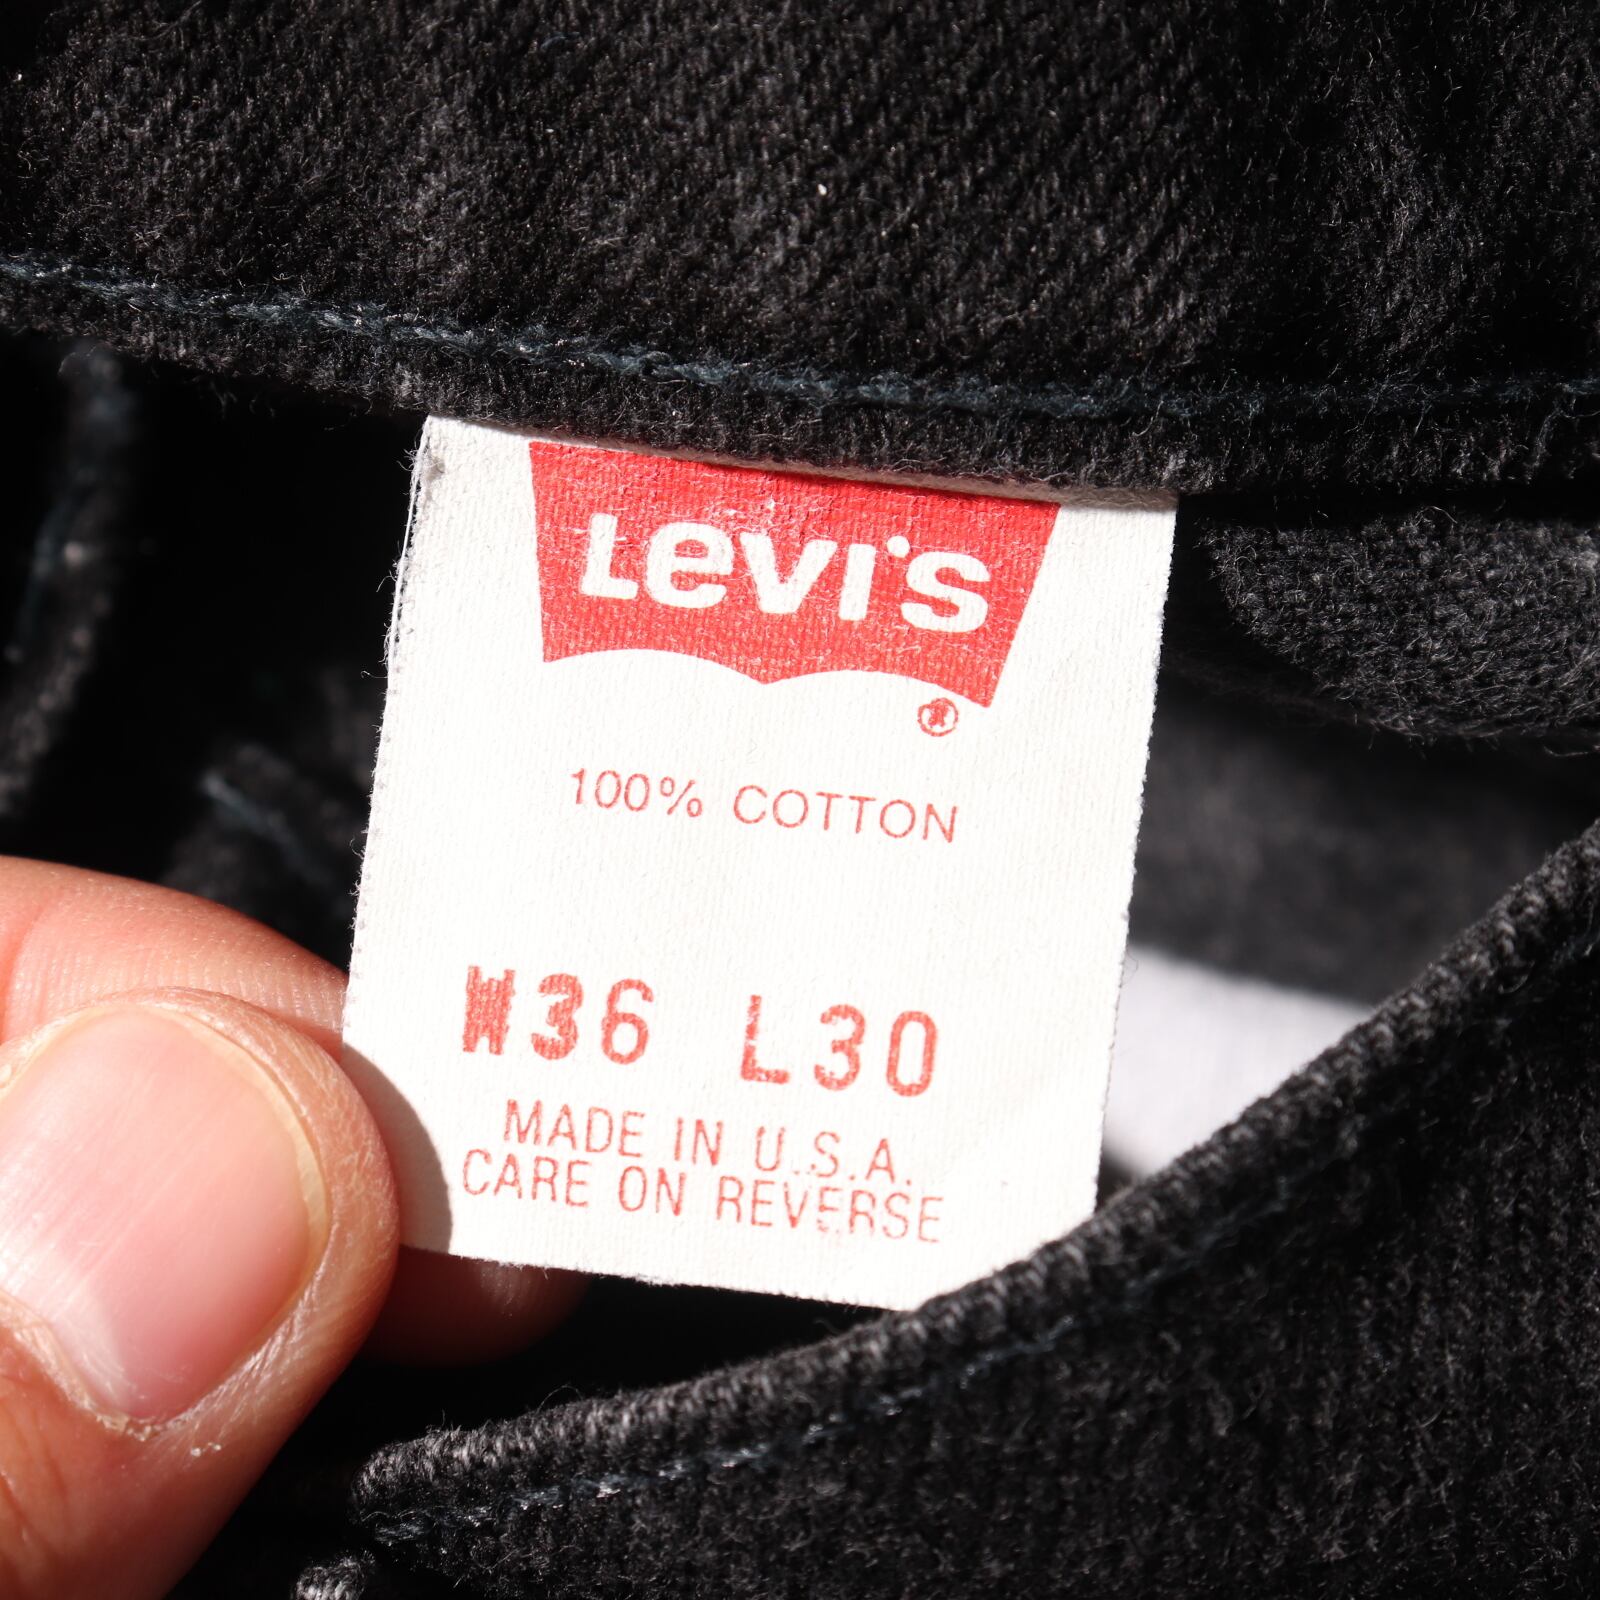 Levi's
®
100% COTTON
W36 L30
MADE IN U.S.A.
CARE ON REVERSE